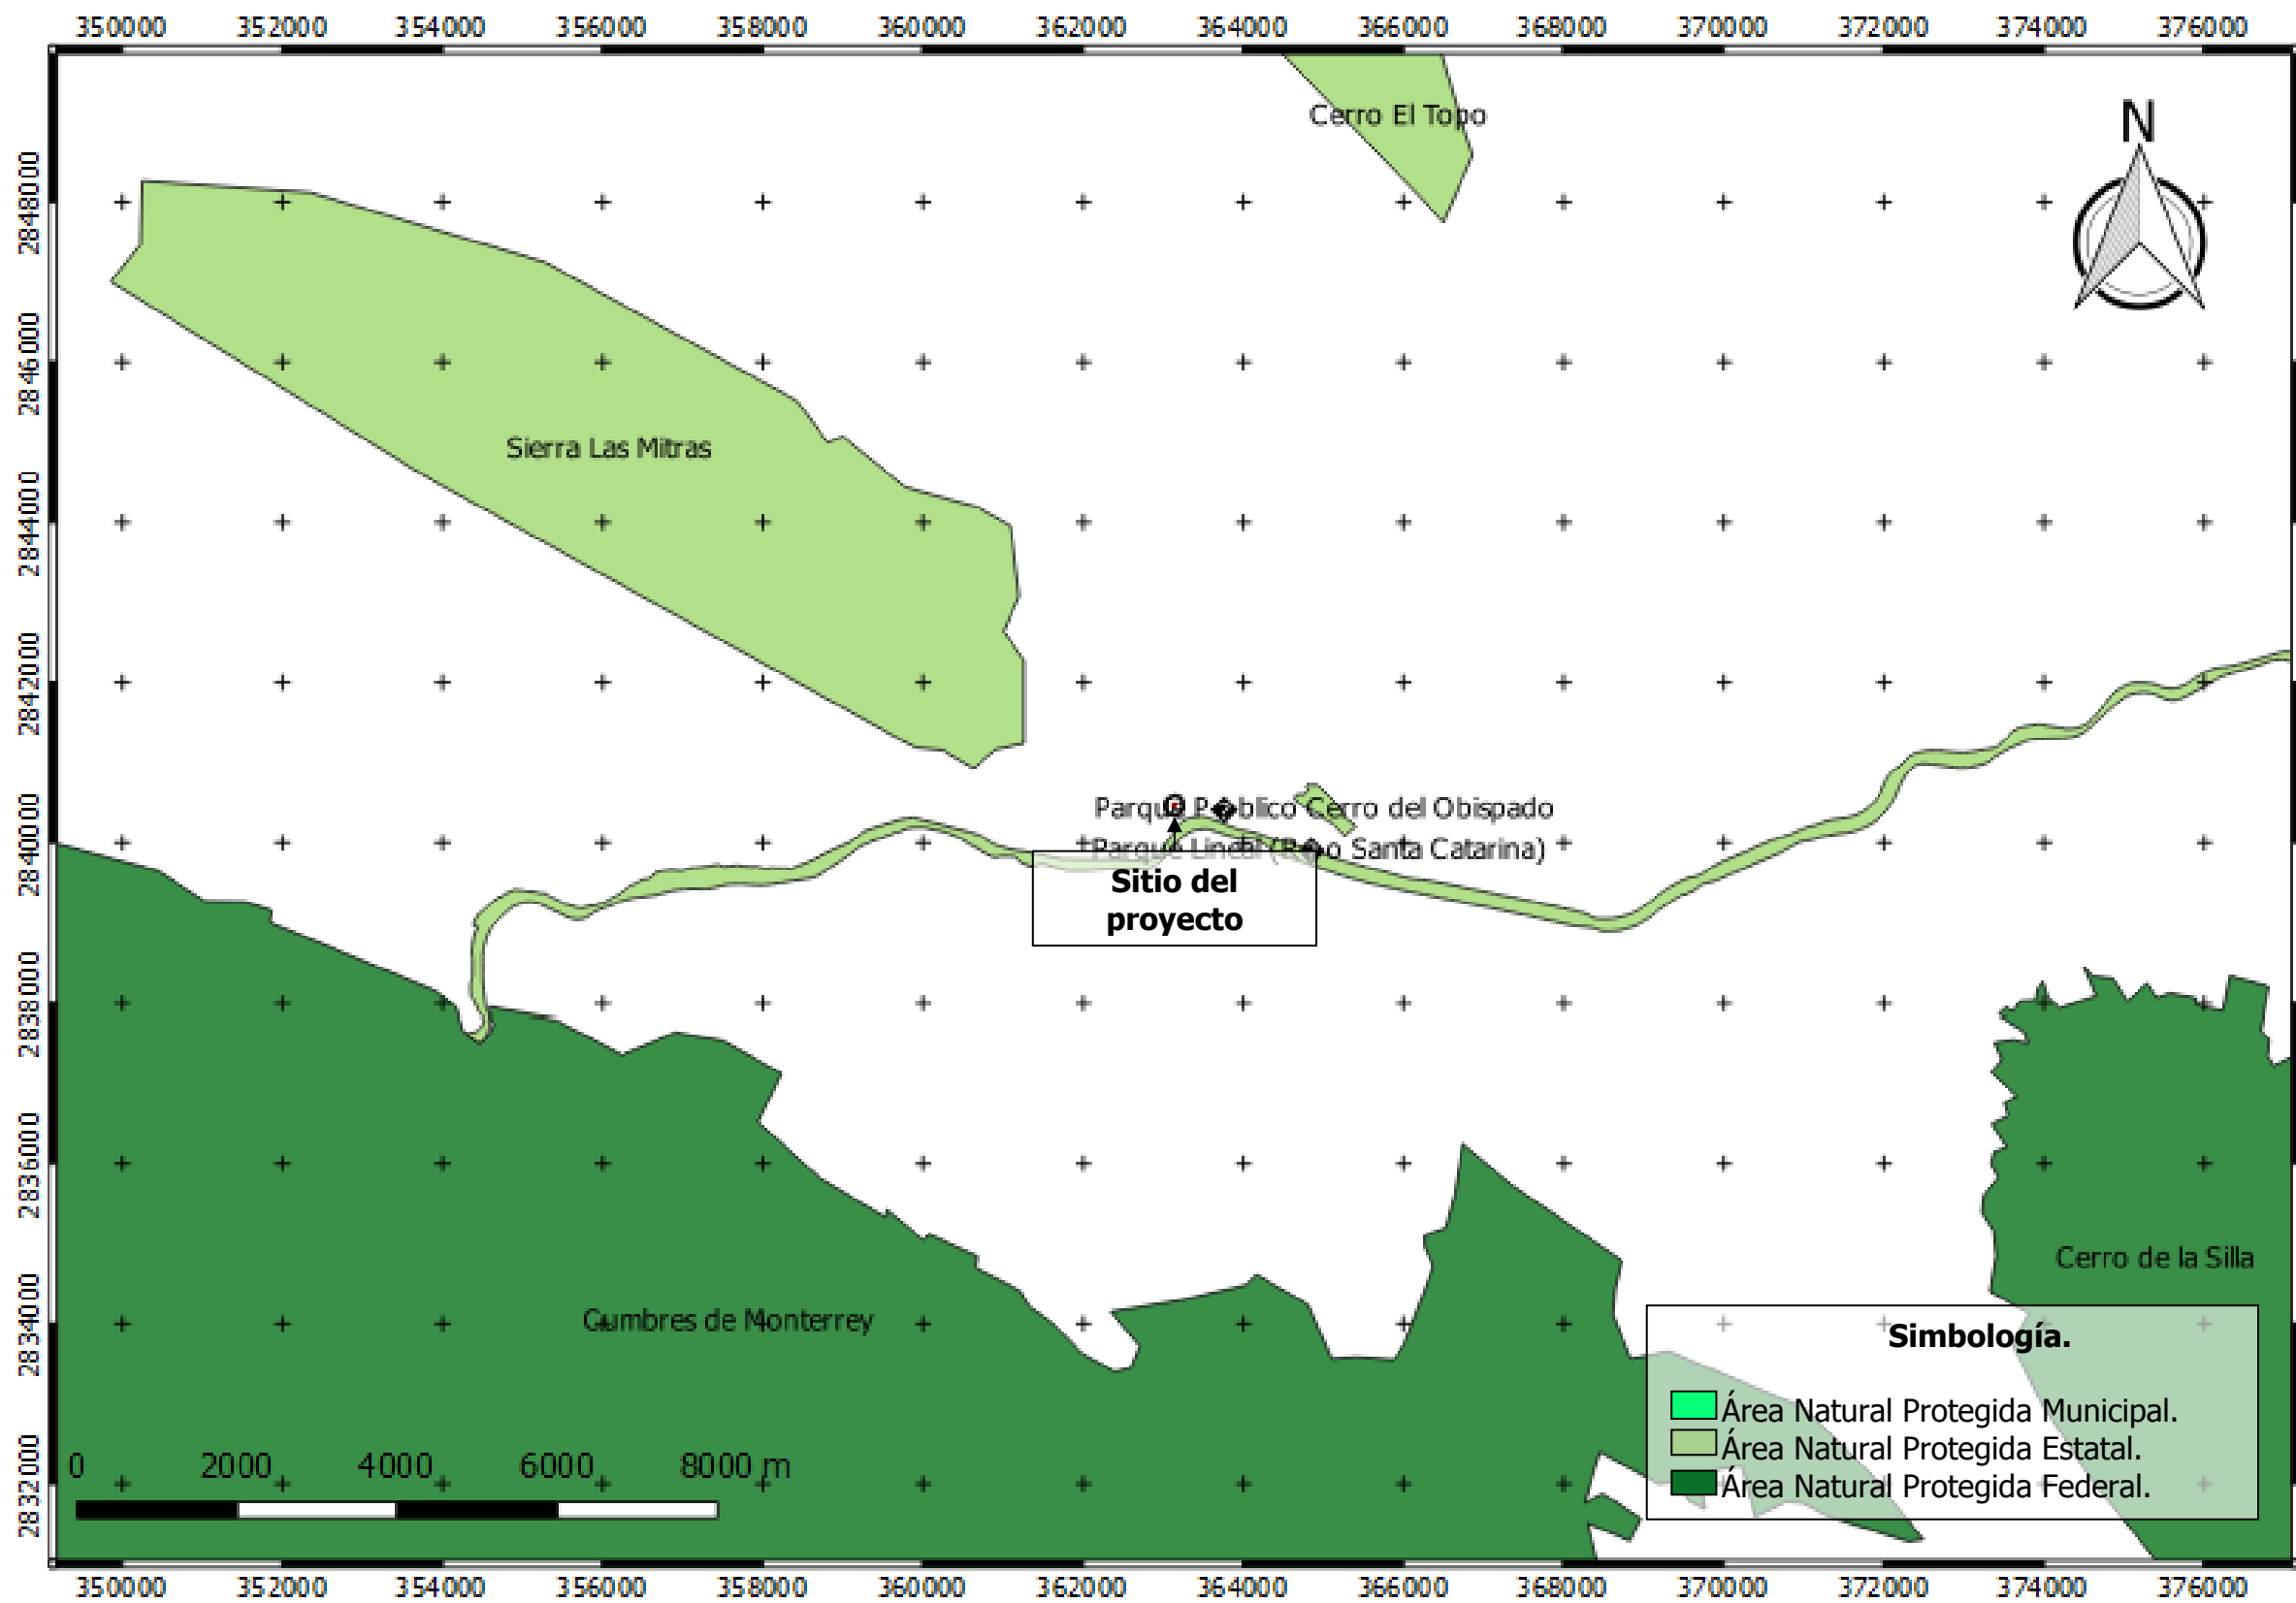 350000 352000 354000 356000 358000 360000 362000 364000 366000 368000 370000 372000 374000 376000
Cerro El Topo
N
2848000
2846000
Sierra Las Mitras
2844000
2842000
Parque P�blico Cerro del Obispado
2840000
Parque Lineal (R�o Santa Catarina)
Sitio del
proyecto
2838000
2836000
Cerro de la Silla
Cumbres de Monterrey
2834000
Simbología.
Área Natural Protegida Municipal.
Área Natural Protegida Estatal.
Área Natural Protegida Federal.
0 2000 4000 6000 8000 m
2832000
350000 352000 354000 356000 358000 360000 362000 364000 366000 368000 370000 372000 374000 376000